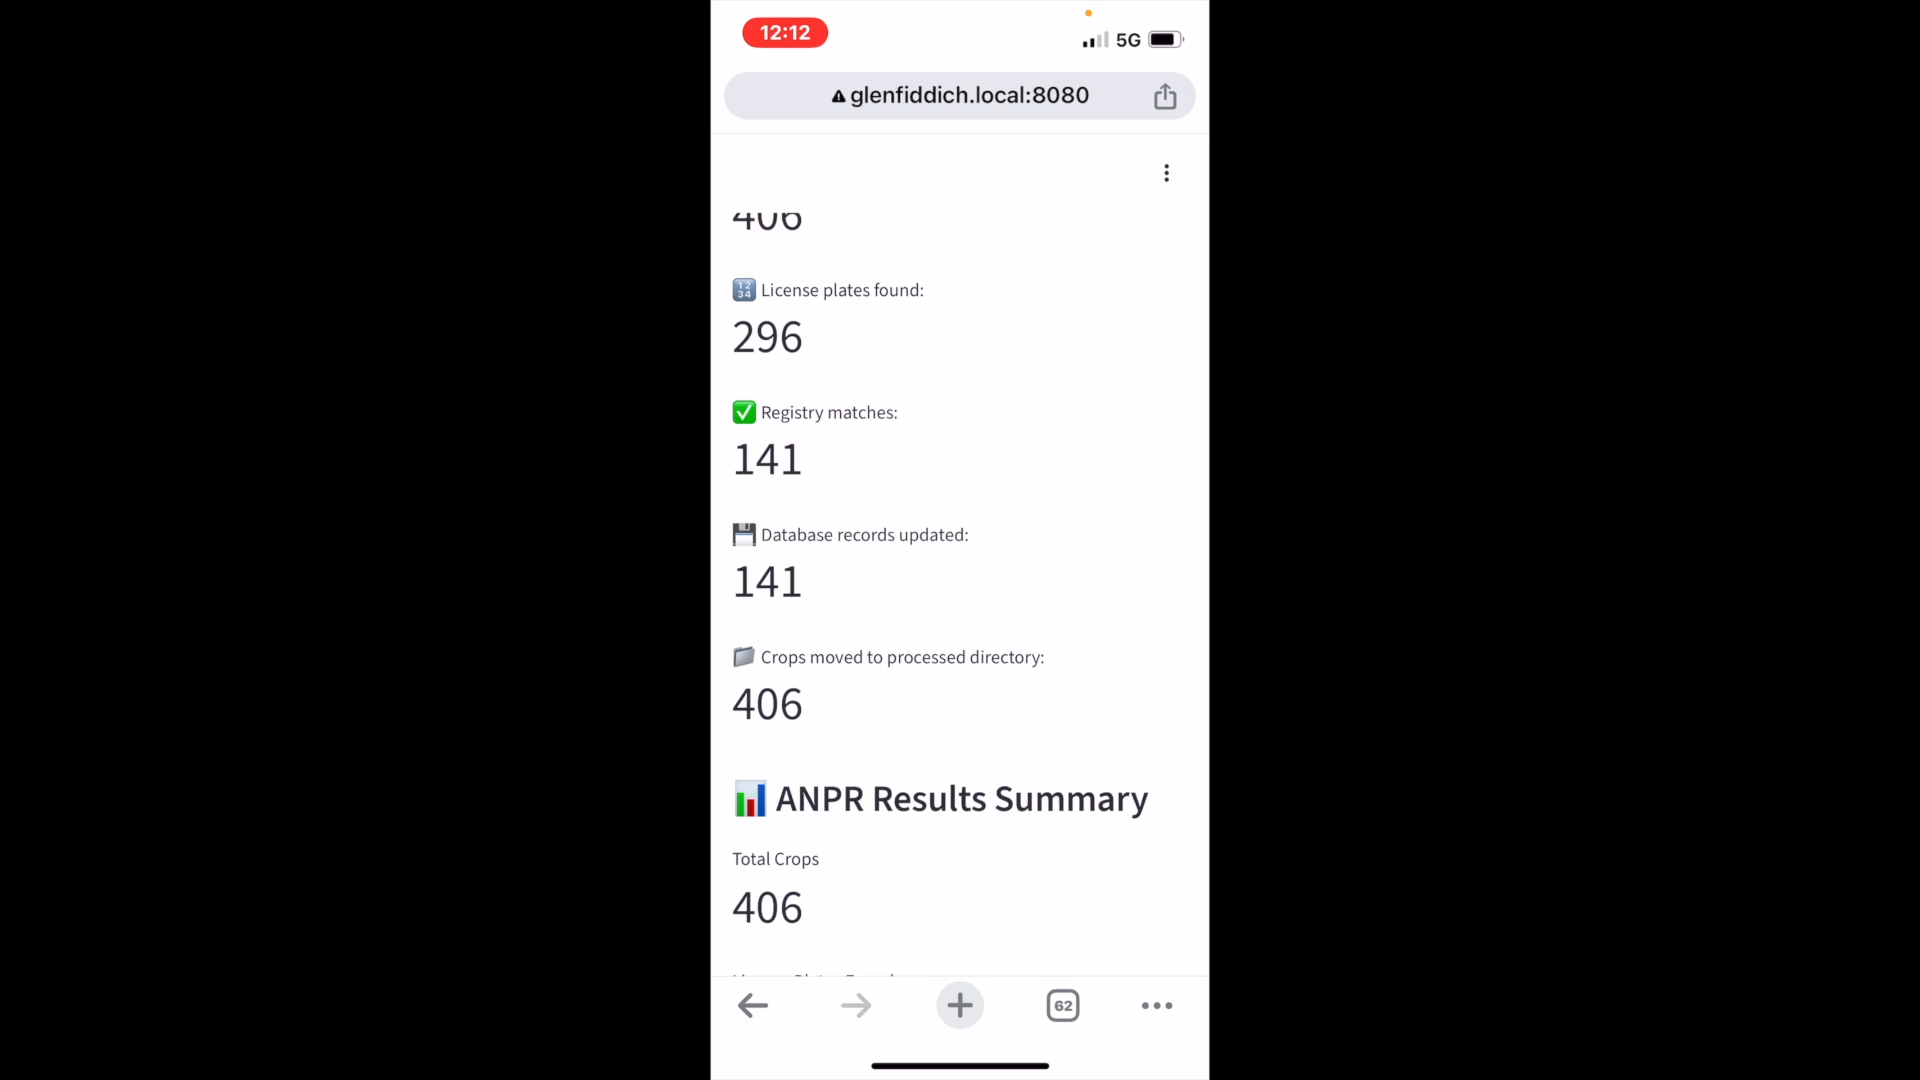 12:12
5G
glenfiddich.local:8080
406
License plates found:
296
Registry matches:
141
Database records updated:
141
Crops moved to processed directory:
406
ANPR Results Summary
Total Crops
406
62